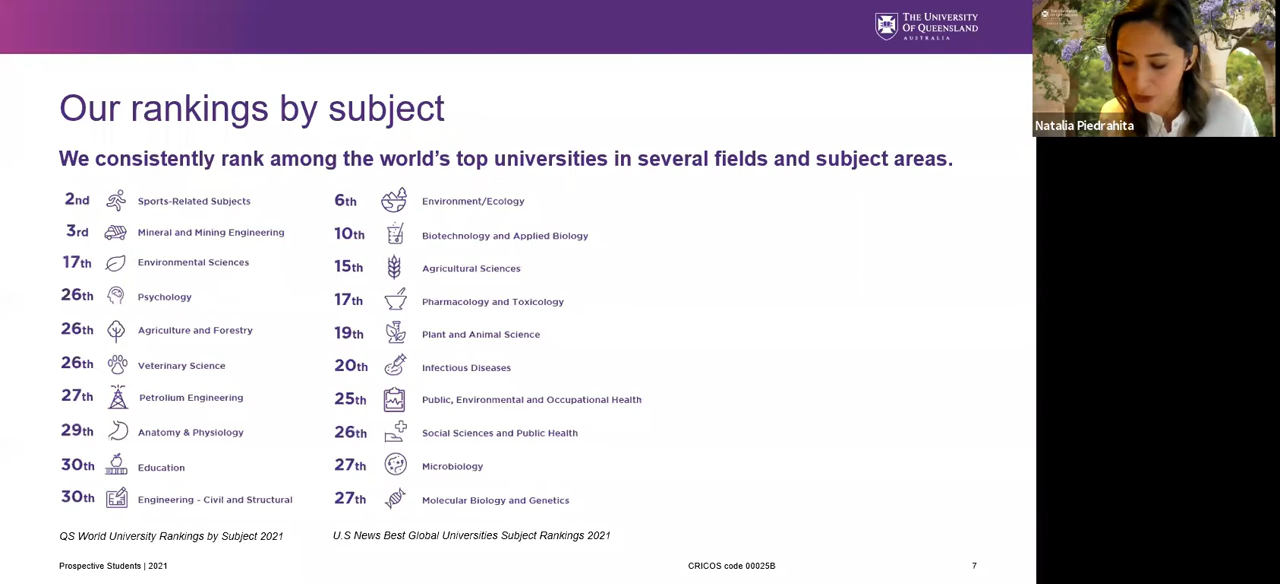 THE UNIVERSITY
OF QUEENSLAND
AUSTRALIA
Natalia Piedrahita
Our rankings by subject
We consistently rank among the world's top universities in several fields and subject areas.
2nd Sports-Related Subjects
3rd Mineral and Mining Engineering
17th Environmental Sciences
26th Psychology
26th Agriculture and Forestry
26th Veterinary Science
27th Petrolium Engineering
29th Anatomy & Physiology
30th Education
30th Engineering - Civil and Structural
QS World University Rankings by Subject 2021
6th Environment/Ecology
10th Biotechnology and Applied Biology
15th Agricultural Sciences
17th Pharmacology and Toxicology
19th Plant and Animal Science
20th Infectious Diseases
25th Public, Environmental and Occupational Health
26th Social Sciences and Public Health
27th Microbiology
27th Molecular Biology and Genetics
U.S News Best Global Universities Subject Rankings 2021
Prospective Students | 2021
CRICOS code 00025B
7